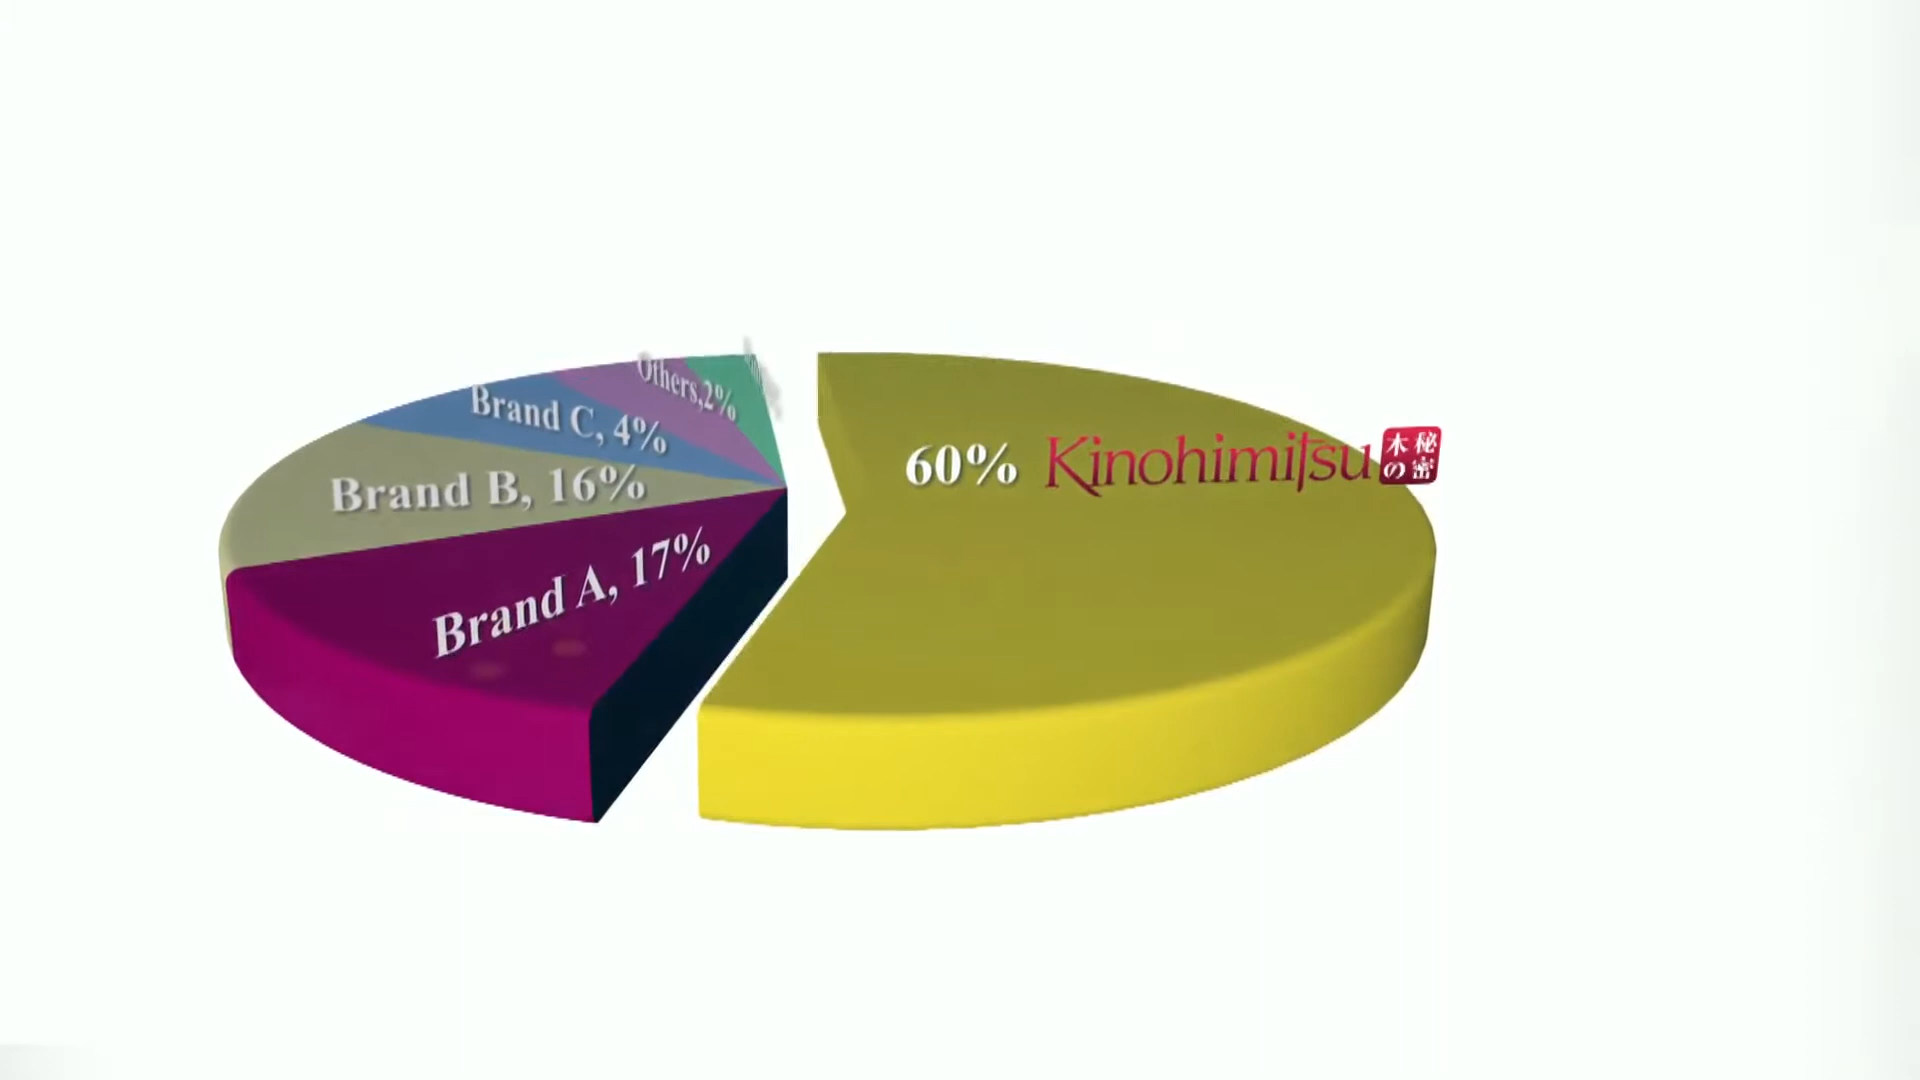 Others,2%
Brand C, 4%
Brand B, 16%
Brand A, 17%
60% Kinohimitsu
木秘
の密